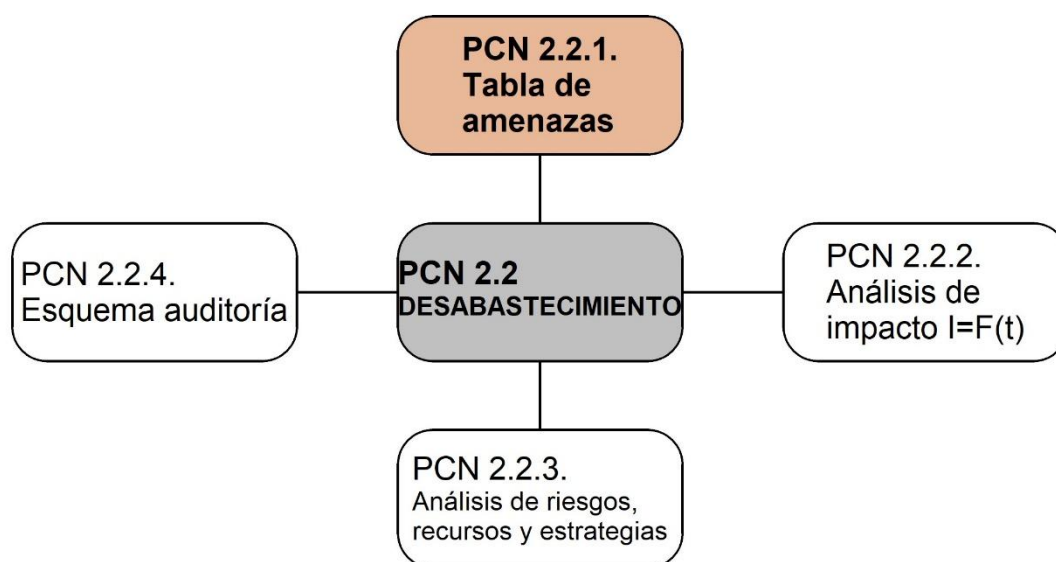 PCN 2.2.1.
Tabla de
amenazas
PCN 2.2.4.
Esquema auditoría
PCN 2.2
DESABASTECIMIENTO
PCN 2.2.2.
Análisis de
impacto I=F(t)
PCN 2.2.3.
Análisis de riesgos,
recursos y estrategias